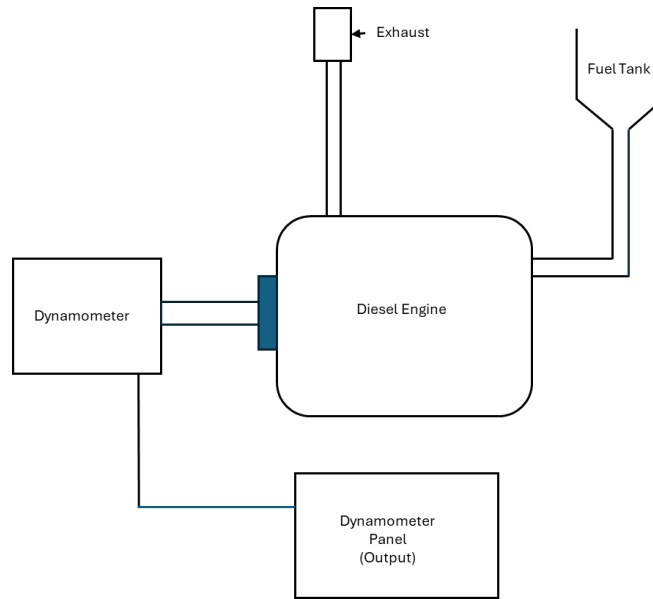 Exhaust
Fuel Tank
Diesel Engine
Dynamometer
Dynamometer
Panel
(Output)